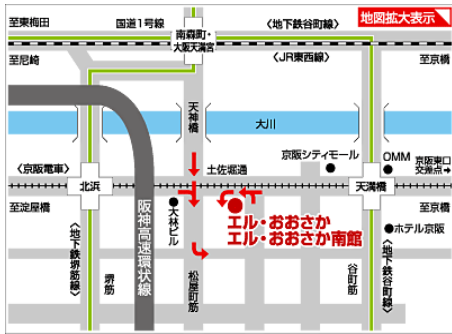 至東梅田
国道1号線
南森町・
大阪天満宮
〈地下鉄谷町線〉
地図拡大表示
至尼崎
〈JR東西線〉
至京橋
天神橋
大川
京阪シティモール
OMM
京阪東口
交差点→
〈京阪電車〉
土佐堀通
北浜
天満橋
至淀屋橋
阪神高速環状線
大林ビル
エル・おおさか
エル・おおさか南館
至京橋
ホテル京阪
〈地下鉄堺筋線〉
堺筋
松屋町筋
谷町筋
〈地下鉄谷町線〉